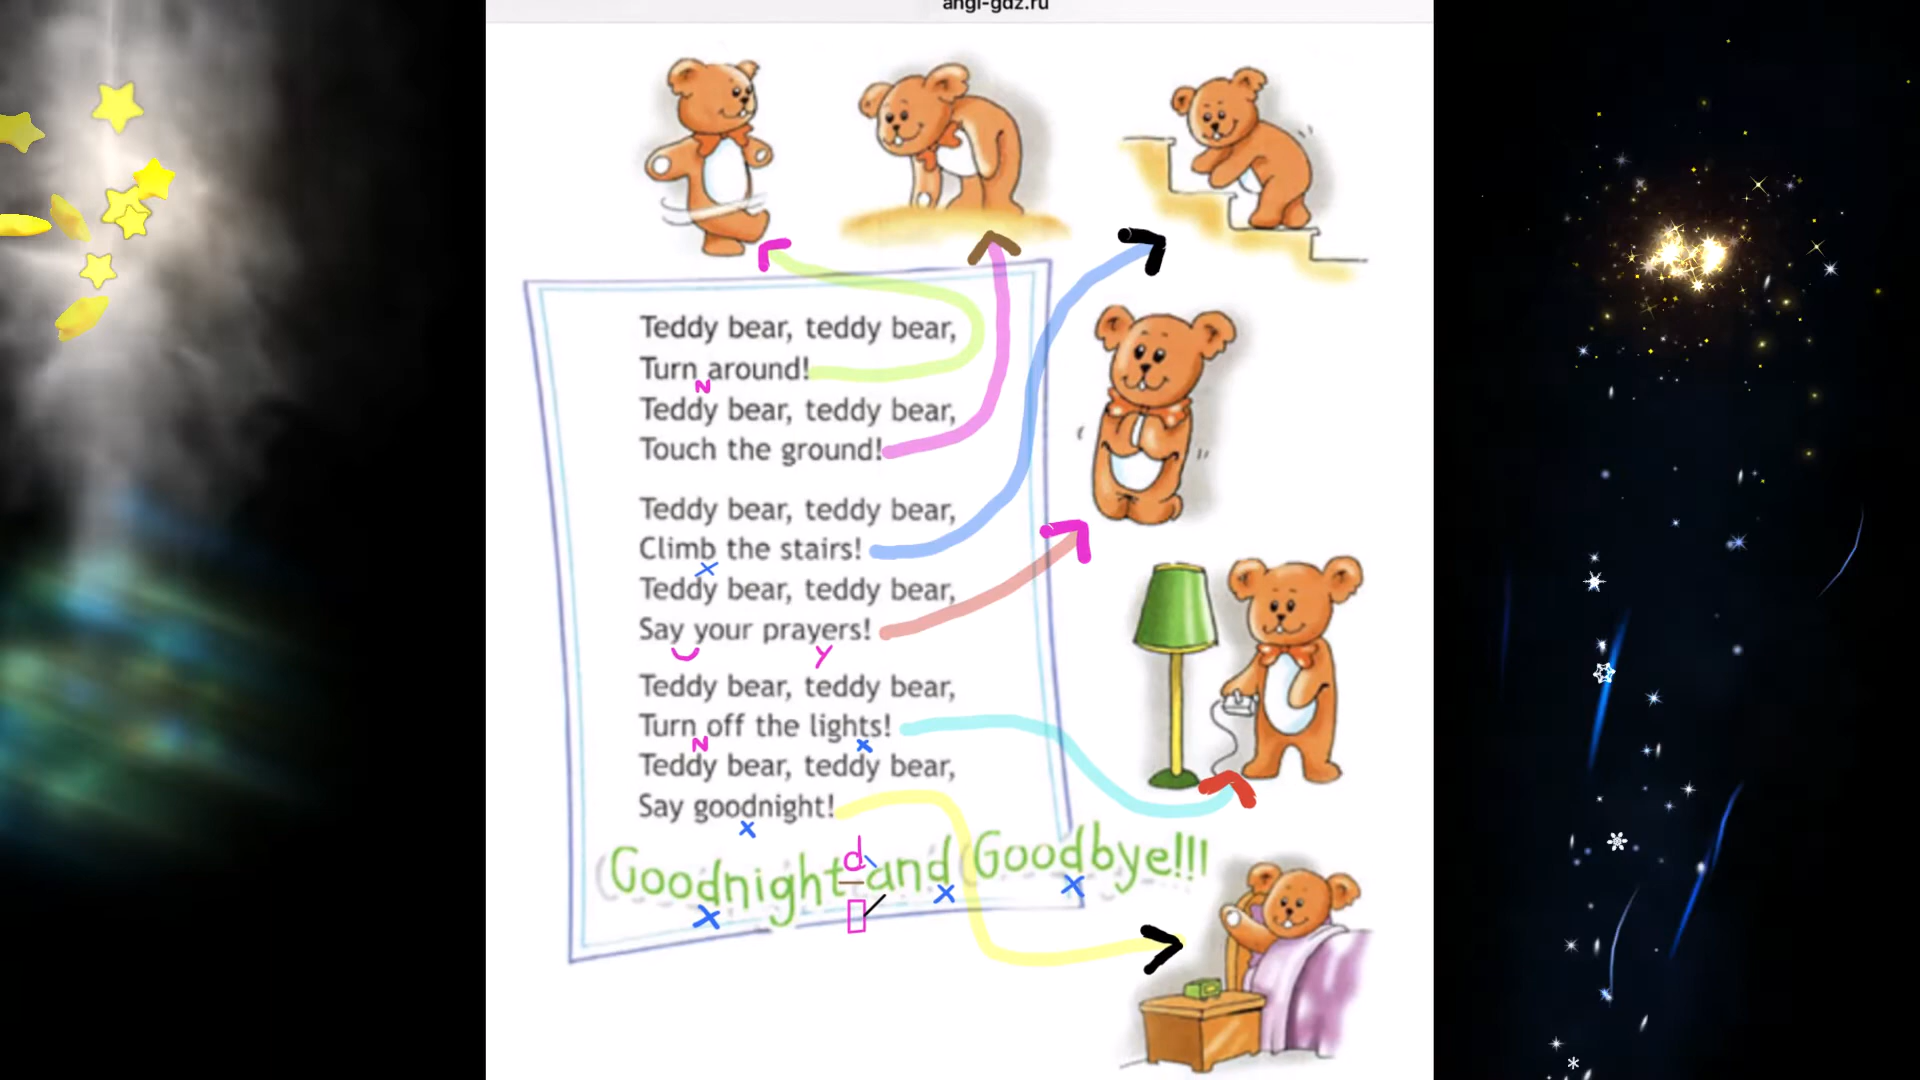 angl-gdz.ru
Teddy bear, teddy bear,
Turn around!
N
Teddy bear, teddy bear,
Touch the ground!
Teddy bear, teddy bear,
Climb the stairs!
x
Teddy bear, teddy bear,
Say your prayers!
y
Teddy bear, teddy bear,
Turn off the lights!
N x
Teddy bear, teddy bear,
Say goodnight!
x
d
Goodnight and Goodbye!!!
x x x